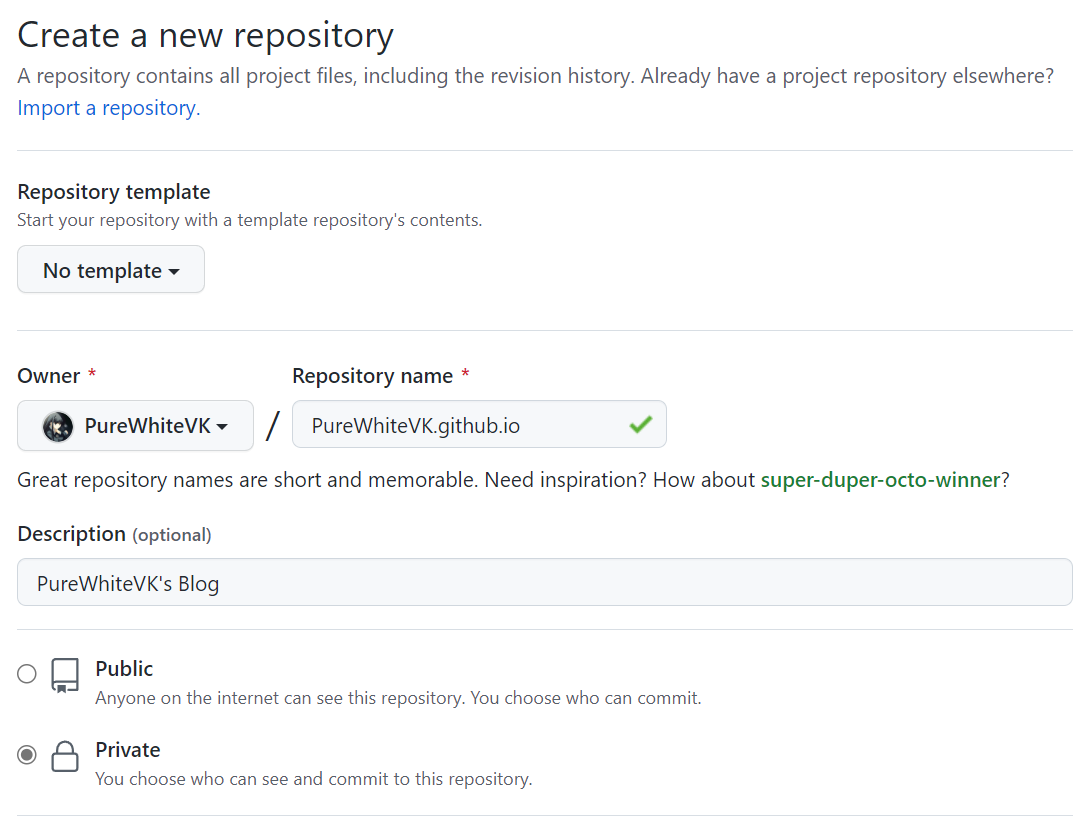 Create a new repository
A repository contains all project files, including the revision history. Already have a project repository elsewhere?
Import a repository.
Repository template
Start your repository with a template repository's contents.
No template
Owner *
Repository name *
PureWhiteVK
/
PureWhiteVK.github.io
Great repository names are short and memorable. Need inspiration? How about super-duper-octo-winner?
Description (optional)
PureWhiteVK's Blog
Public
Anyone on the internet can see this repository. You choose who can commit.
Private
You choose who can see and commit to this repository.